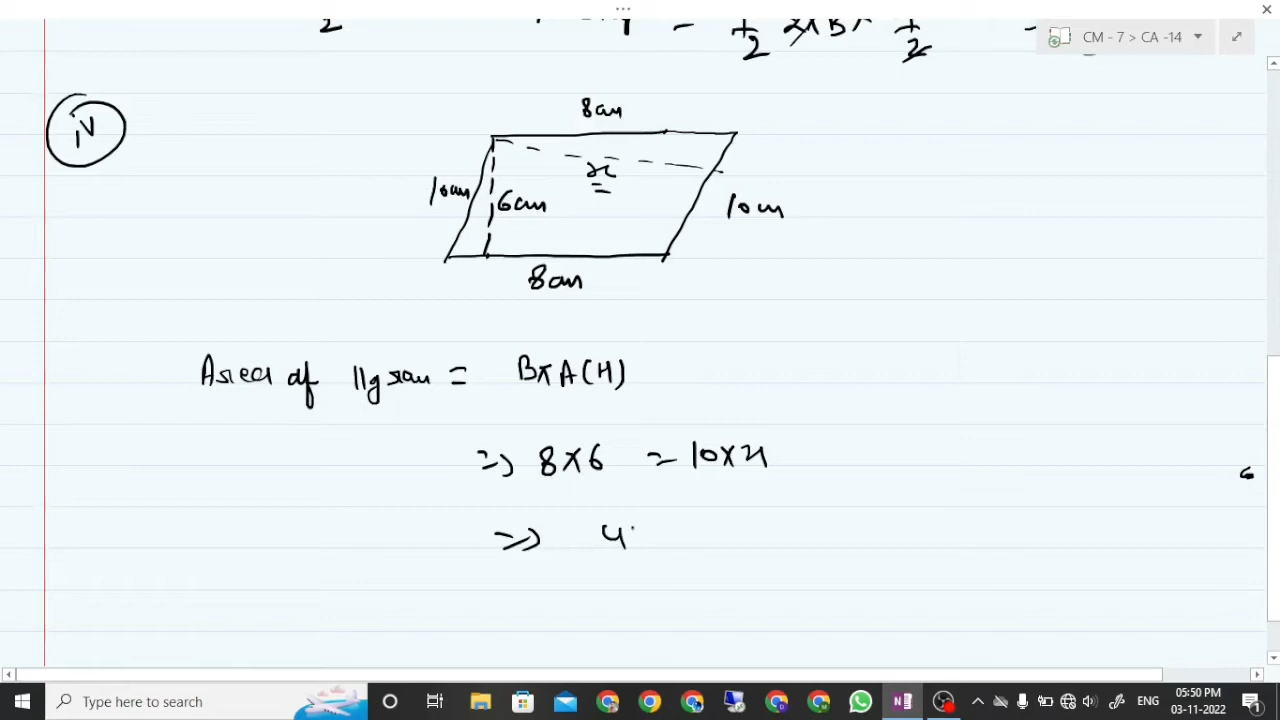 CM - 7 > CA -14
IV
8cm
10cm 6cm x 10cm
8cm
Area of ||gram = B×A(H)
=> 8×6 = 10×x
=> 4
Type here to search
ENG
05:50 PM
03-11-2022